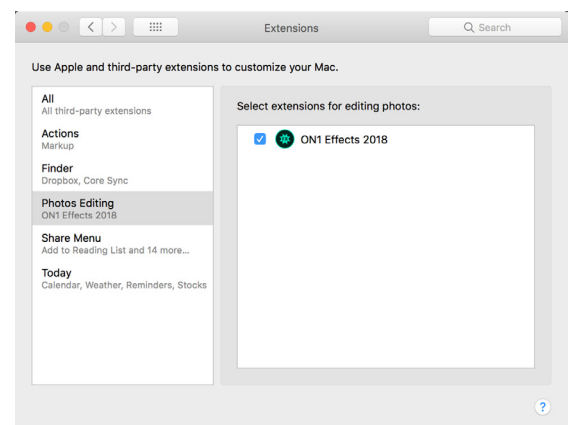 Extensions
Search
Use Apple and third-party extensions to customize your Mac.
All
All third-party extensions
Actions
Markup
Finder
Dropbox, Core Sync
Photos Editing
ON1 Effects 2018
Share Menu
Add to Reading List and 14 more...
Today
Calendar, Weather, Reminders, Stocks
Select extensions for editing photos:
ON1 Effects 2018
?